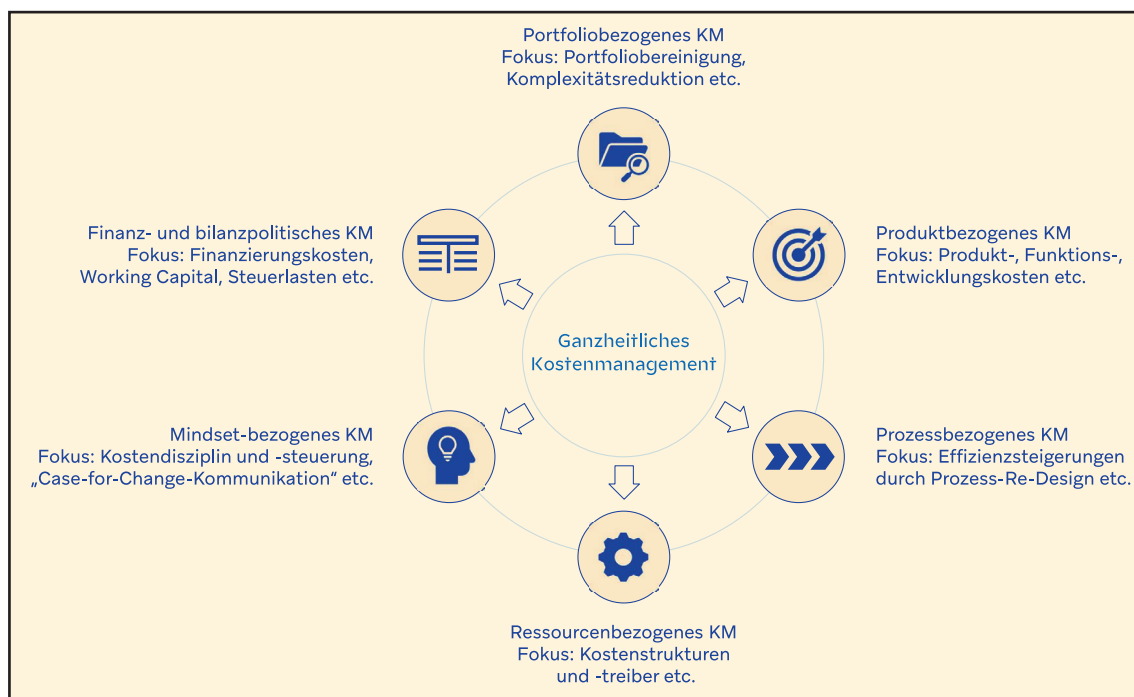 Portfoliobezogenes KM
Fokus: Portfoliobereinigung,
Komplexitätsreduktion etc.
Finanz- und bilanzpolitisches KM
Fokus: Finanzierungskosten,
Working Capital, Steuerlasten etc.
Produktbezogenes KM
Fokus: Produkt-, Funktions-,
Entwicklungskosten etc.
Ganzheitliches
Kostenmanagement
Mindset-bezogenes KM
Fokus: Kostendisziplin und -steuerung,
„Case-for-Change-Kommunikation“ etc.
Prozessbezogenes KM
Fokus: Effizienzsteigerungen
durch Prozess-Re-Design etc.
Ressourcenbezogenes KM
Fokus: Kostenstrukturen
und -treiber etc.